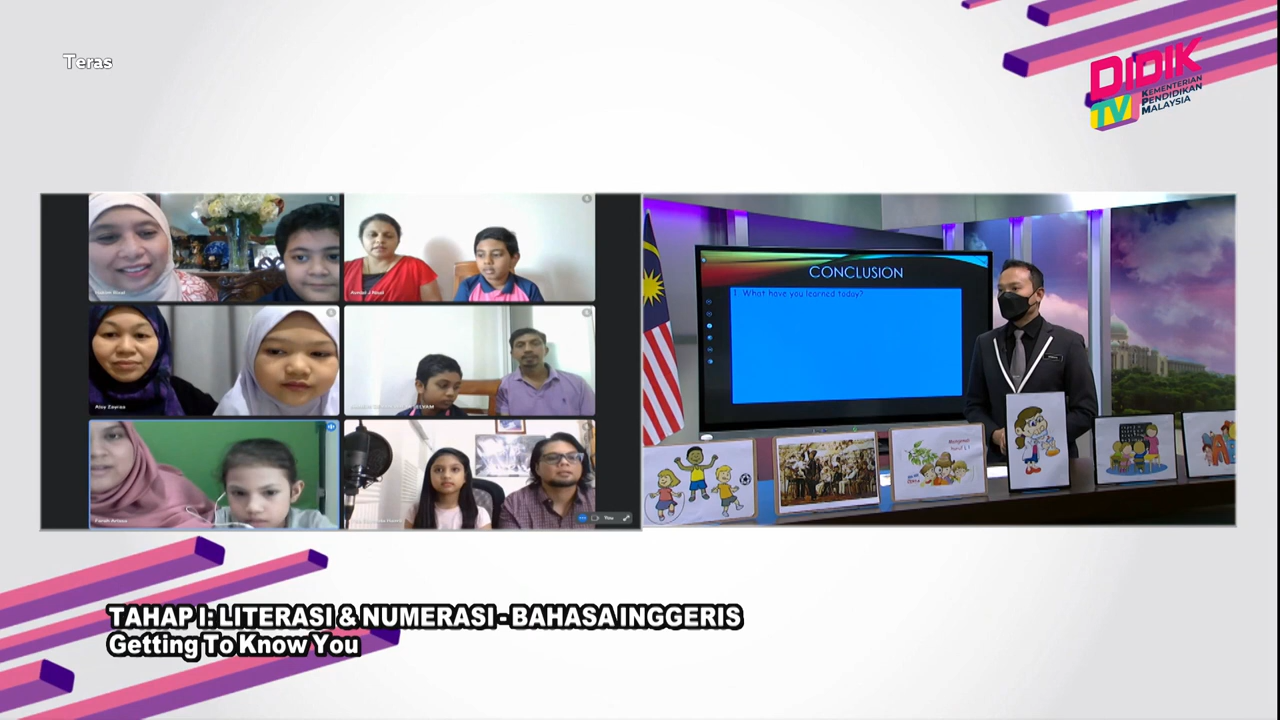 Teras
DIDIK
TV
KEMENTERIAN
PENDIDIKAN
MALAYSIA
CONCLUSION
1. What have you learned today?
You
TAHAP I: LITERASI & NUMERASI - BAHASA INGGERIS
Getting To Know You